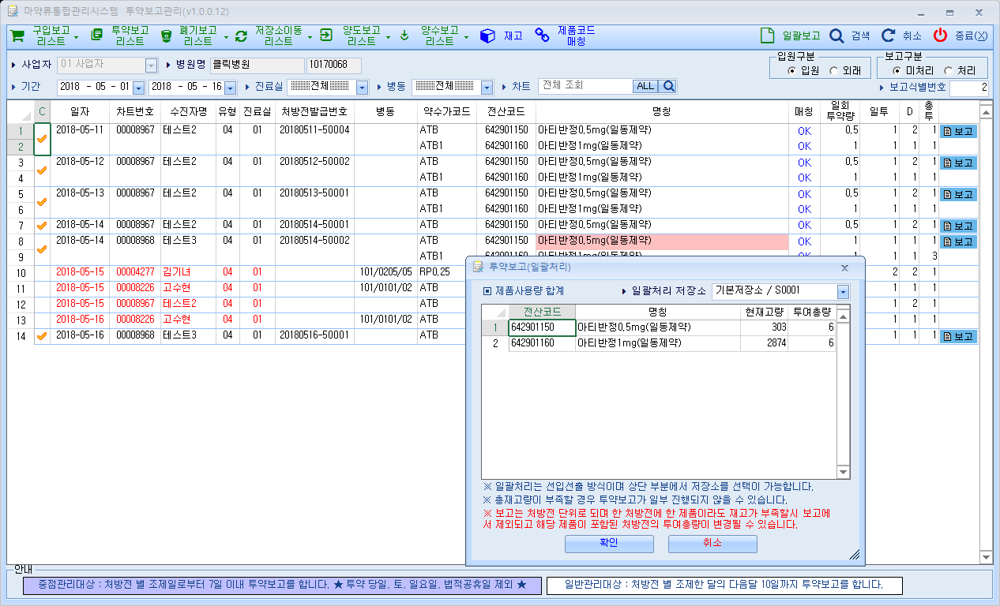 마약류통합관리시스템 투약보고관리(v1.0.0.12)
구입보고 리스트 투약보고 리스트 폐기보고 리스트 저장소이동 리스트 양도보고 리스트 양수보고 리스트 재고 제품코드 매칭 일괄보고 검색 취소 종료(X)
사업자 01 사업자 병원명 클릭병원 10170068 입원구분 입원 외래 보고구분 미처리 처리
기간 2018 - 05 - 01 2018 - 05 - 16 진료실 전체 병동 전체 차트 전체 조회 ALL 보고식별번호 2
C 일자 차트번호 수진자명 유형 진료실 처방전발급번호 병동 약수가코드 전산코드 명칭 매칭 일회 투약량 일투 D 총 투
1 2018-05-11 00008967 테스트2 04 01 20180511-50004 ATB 642901150 아티반정0.5mg(일동제약) OK 0.5 1 2 1 보고
2 ATB1 642901160 아티반정1mg(일동제약) OK 1 1 1 1
3 2018-05-12 00008967 테스트2 04 01 20180512-50002 ATB 642901150 아티반정0.5mg(일동제약) OK 0.5 1 2 1 보고
4 ATB1 642901160 아티반정1mg(일동제약) OK 1 1 1 1
5 2018-05-13 00008967 테스트2 04 01 20180513-50001 ATB 642901150 아티반정0.5mg(일동제약) OK 0.5 1 2 1 보고
6 ATB1 642901160 아티반정1mg(일동제약) OK 1 1 1 1
7 2018-05-14 00008967 테스트2 04 01 20180514-50001 ATB 642901150 아티반정0.5mg(일동제약) OK 0.5 1 2 1 보고
8 2018-05-14 00008968 테스트3 04 01 20180514-50002 ATB 642901150 아티반정0.5mg(일동제약) OK 1 1 1 1 보고
9 ATB1 642901160 아티반정1mg(일동제약) OK 1 1 1 3
10 2018-05-15 00004277 김기녀 04 01 101/0205/05 RP0.25 2 2 1
11 2018-05-15 00008226 고수현 04 01 101/0101/02 ATB 1 1 1
12 2018-05-15 00008967 테스트2 04 01 ATB 1 2 1
13 2018-05-16 00008226 고수현 04 01 101/0101/02 ATB 1 1 1
14 2018-05-16 00008968 테스트3 04 01 20180516-50001 ATB 1 1 1 보고
투약보고(일괄처리)
제품사용량 합계 일괄처리 저장소 기본저장소 / S0001
전산코드 명칭 현재고량 투여총량
1 642901150 아티반정0.5mg(일동제약) 303 6
2 642901160 아티반정1mg(일동제약) 2874 6
※ 일괄처리는 선입선출 방식이며 상단 부분에서 저장소를 선택이 가능합니다.
※ 총재고량이 부족할 경우 투약보고가 일부 진행되지 않을 수 있습니다.
※ 보고는 처방전 단위로 되며 한 처방전에 한 제품이라도 재고가 부족할시 보고에
서 제외되고 해당 제품이 포함된 처방전의 투여총량이 변경될 수 있습니다.
확인 취소
안내
중점관리대상 : 처방전 별 조제일로부터 7일 이내 투약보고를 합니다. ★ 투약 당일, 토, 일요일, 법적공휴일 제외 ★
일반관리대상 : 처방전 별 조제한 달의 다음달 10일까지 투약보고를 합니다.